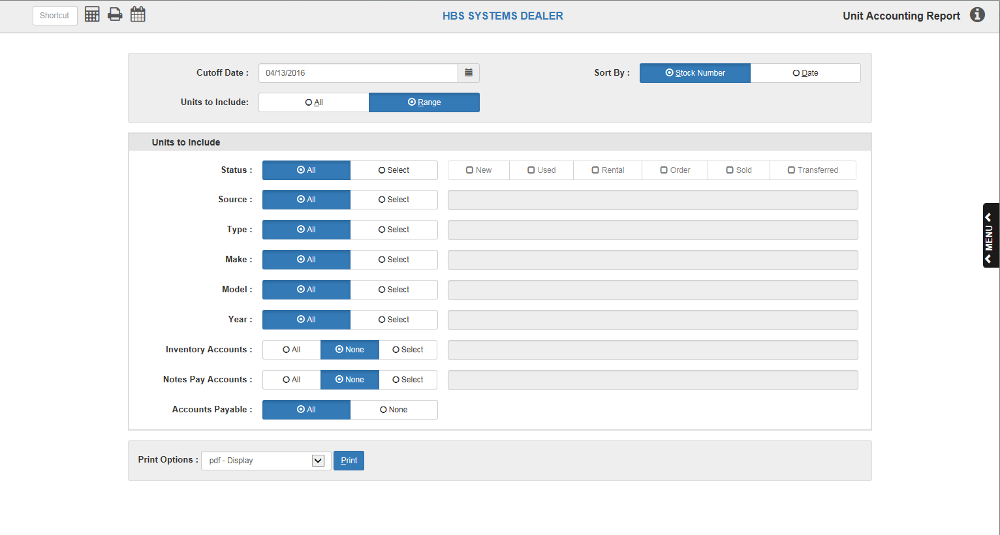 Shortcut
HBS SYSTEMS DEALER
Unit Accounting Report
Cutoff Date : 04/13/2016 Sort By : Stock Number Date
Units to Include: All Range
Units to Include
Status : All Select New Used Rental Order Sold Transferred
Source : All Select
Type : All Select
Make : All Select
Model : All Select
Year : All Select
Inventory Accounts : All None Select
Notes Pay Accounts : All None Select
Accounts Payable : All None
Print Options : pdf - Display Print
MENU